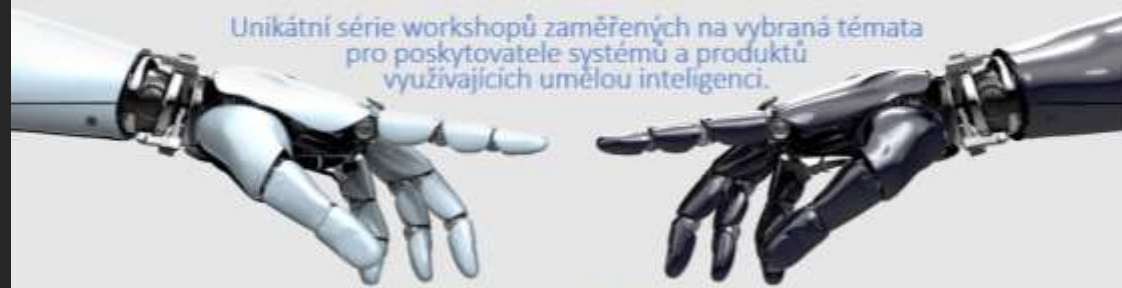 Unikátní série workshopů zaměřených na vybraná témata
pro poskytovatele systémů a produktů
využívajících umělou inteligenci.